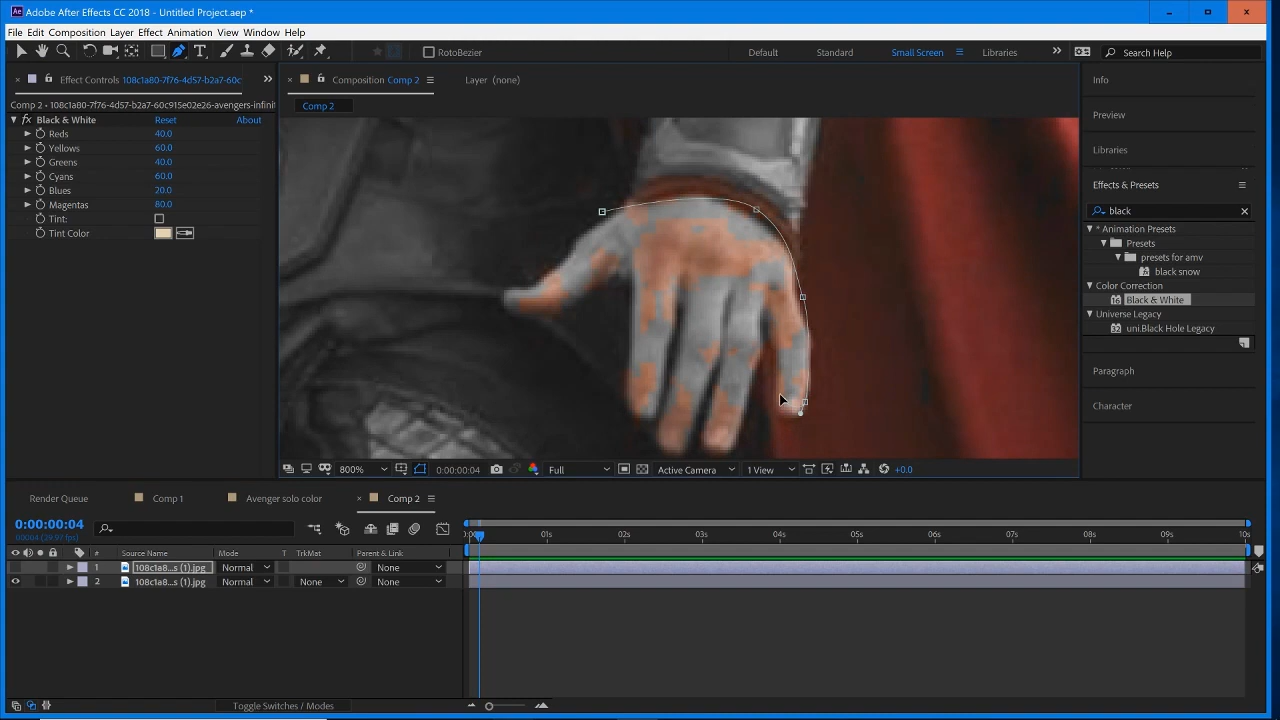 Adobe After Effects CC 2018 - Untitled Project.aep *
File Edit Composition Layer Effect Animation View Window Help
RotoBezier Default Standard Small Screen Libraries Search Help
Effect Controls 108c1a80-7f76-4d57-b2a7-60c
Composition Comp 2 Layer (none)
Comp 2 • 108c1a80-7f76-4d57-b2a7-60c915e02e26-avengers-infinit
Comp 2
Black & White Reset About
Reds 40.0
Yellows 60.0
Greens 40.0
Cyans 60.0
Blues 20.0
Magentas 80.0
Tint:
Tint Color
Info
Preview
Libraries
Effects & Presets
black
* Animation Presets
Presets
presets for amv
black snow
Color Correction
Black & White
Universe Legacy
uni.Black Hole Legacy
Paragraph
Character
800% 0:00:00:04 Full Active Camera 1 View +0.0
Render Queue Comp 1 Avenger solo color Comp 2
0:00:00:04
00004 (29.97 fps)
# Source Name Mode T TrkMat Parent & Link
1 108c1a8...s (1).jpg Normal None
2 108c1a8...s (1).jpg Normal None None
01s 02s 03s 04s 05s 06s 07s 08s 09s 10s
Toggle Switches / Modes